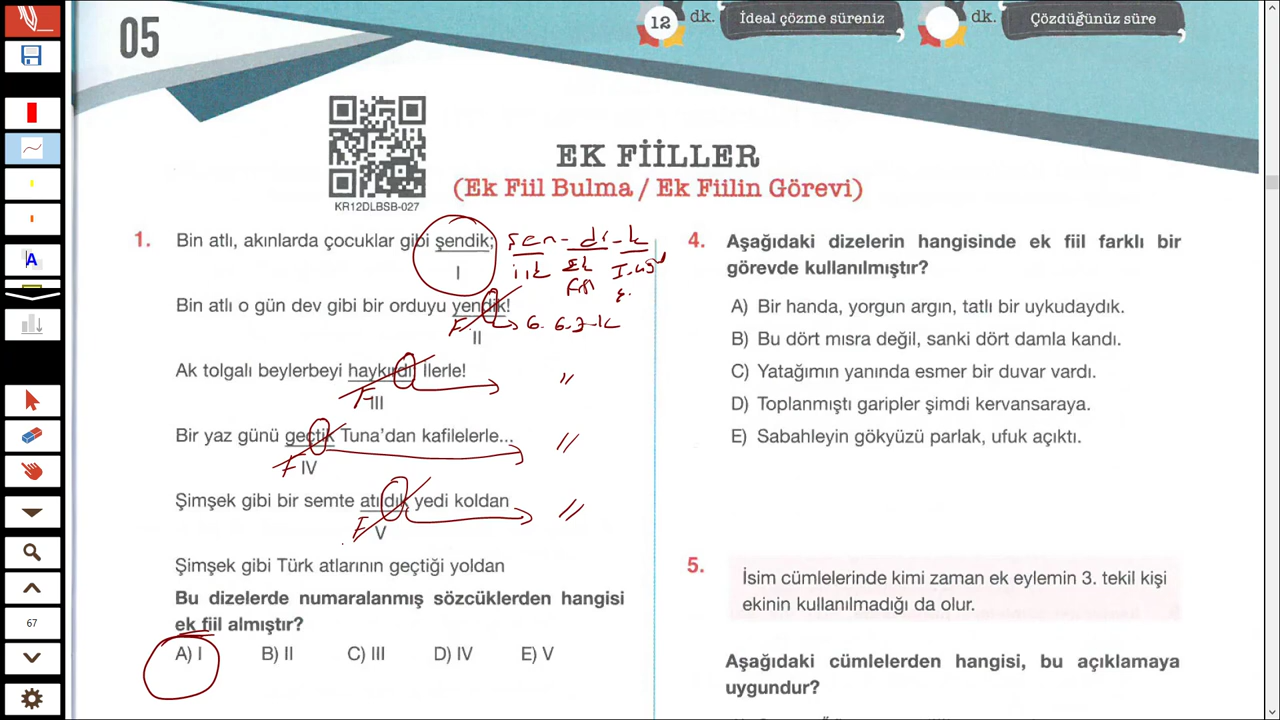 05
12 dk. İdeal çözme süreniz
dk. Çözdüğünüz süre
KR12DLBSB-027
EK FİİLLER
(Ek Fiil Bulma / Ek Fiilin Görevi)
1. Bin atlı, akınlarda çocuklar gibi şendik;
I
şen - di - k
Ek
Bin atlı o gün dev gibi bir orduyu yendik!
II
F
Ak tolgalı beylerbeyi haykırdı: İlerle!
III
F
"
Bir yaz günü geçtik Tuna'dan kafilelerle...
IV
F
"
Şimşek gibi bir semte atıldık yedi koldan
V
F
"
Şimşek gibi Türk atlarının geçtiği yoldan
Bu dizelerde numaralanmış sözcüklerden hangisi
ek fiil almıştır?
A) I B) II C) III D) IV E) V
4. Aşağıdaki dizelerin hangisinde ek fiil farklı bir
görevde kullanılmıştır?
A) Bir handa, yorgun argın, tatlı bir uykudaydık.
B) Bu dört mısra değil, sanki dört damla kandı.
C) Yatağımın yanında esmer bir duvar vardı.
D) Toplanmıştı garipler şimdi kervansaraya.
E) Sabahleyin gökyüzü parlak, ufuk açıktı.
5. İsim cümlelerinde kimi zaman ek eylemin 3. tekil kişi
ekinin kullanılmadığı da olur.
Aşağıdaki cümlelerden hangisi, bu açıklamaya
uygundur?
A
67